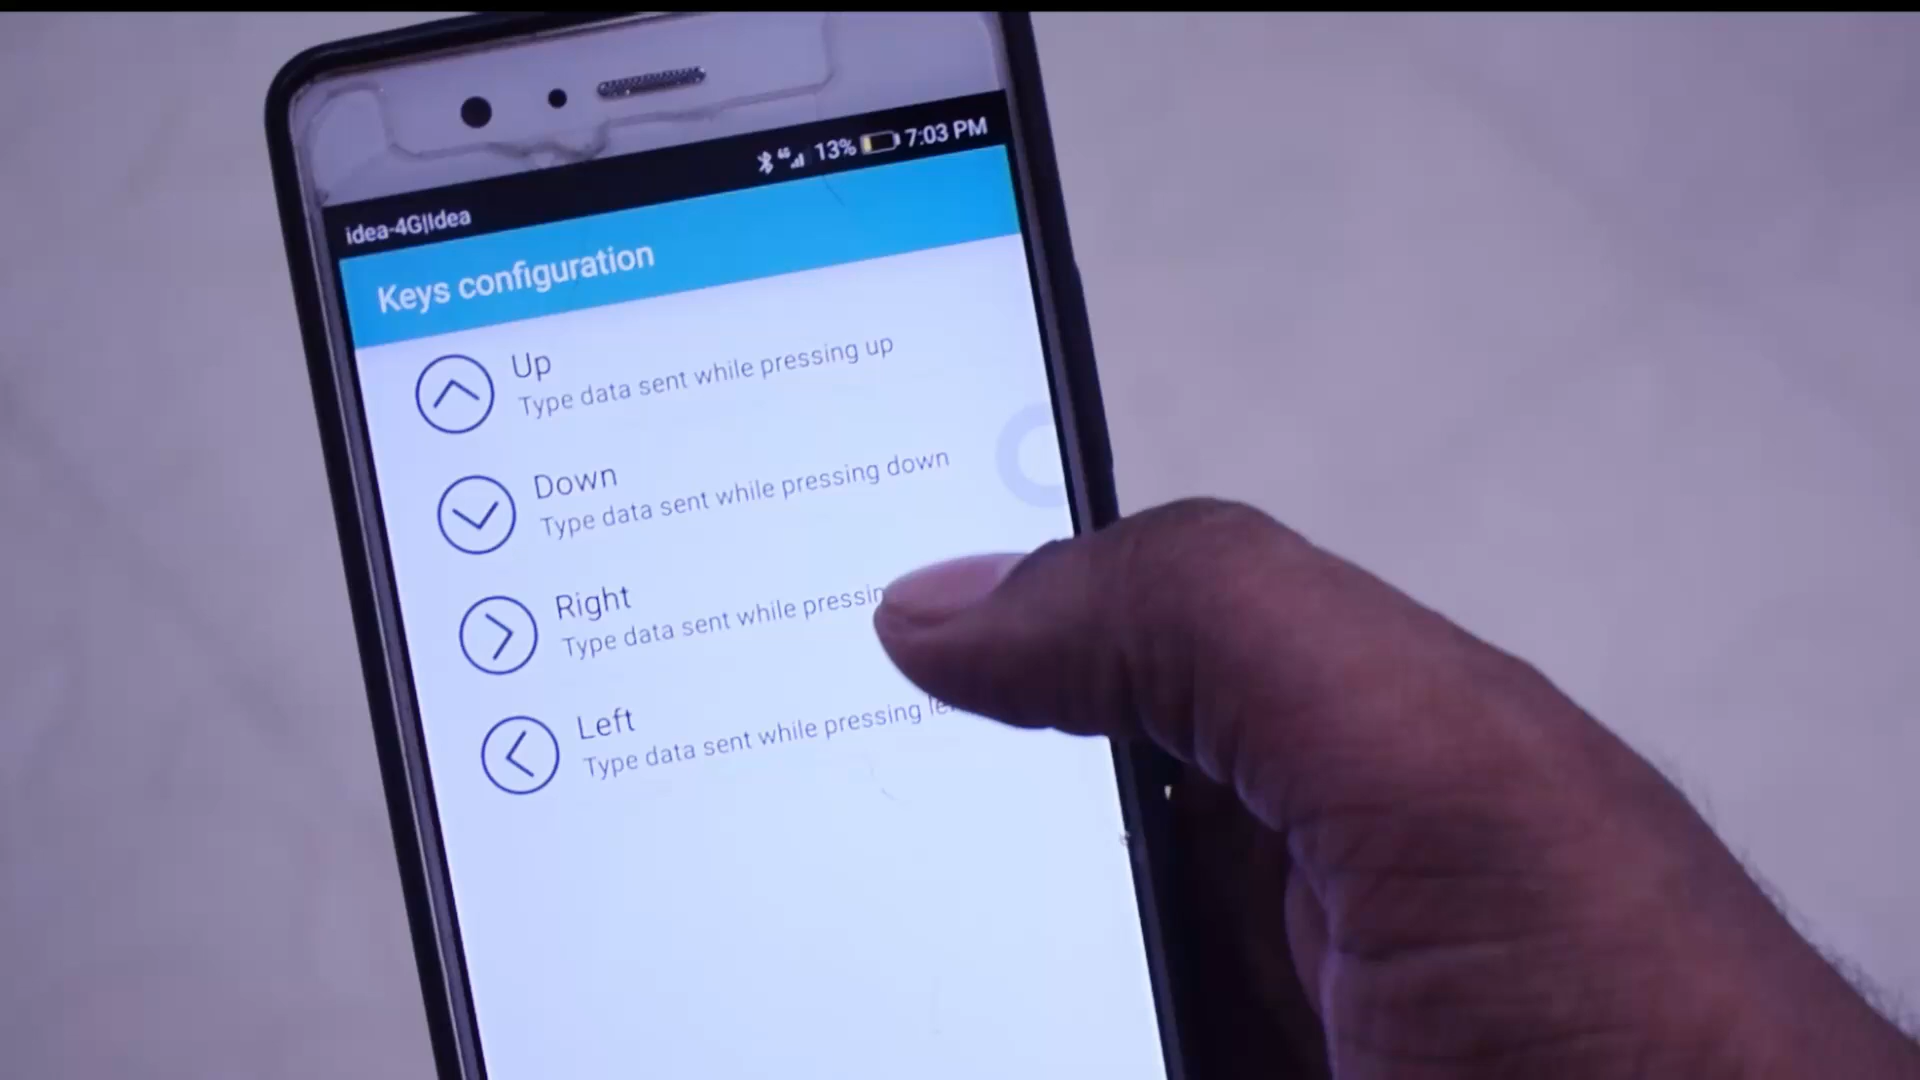 idea-4G|Idea 13% 7:03 PM
Keys configuration
Up
Type data sent while pressing up
Down
Type data sent while pressing down
Right
Type data sent while
Left
Type data sent while pressing